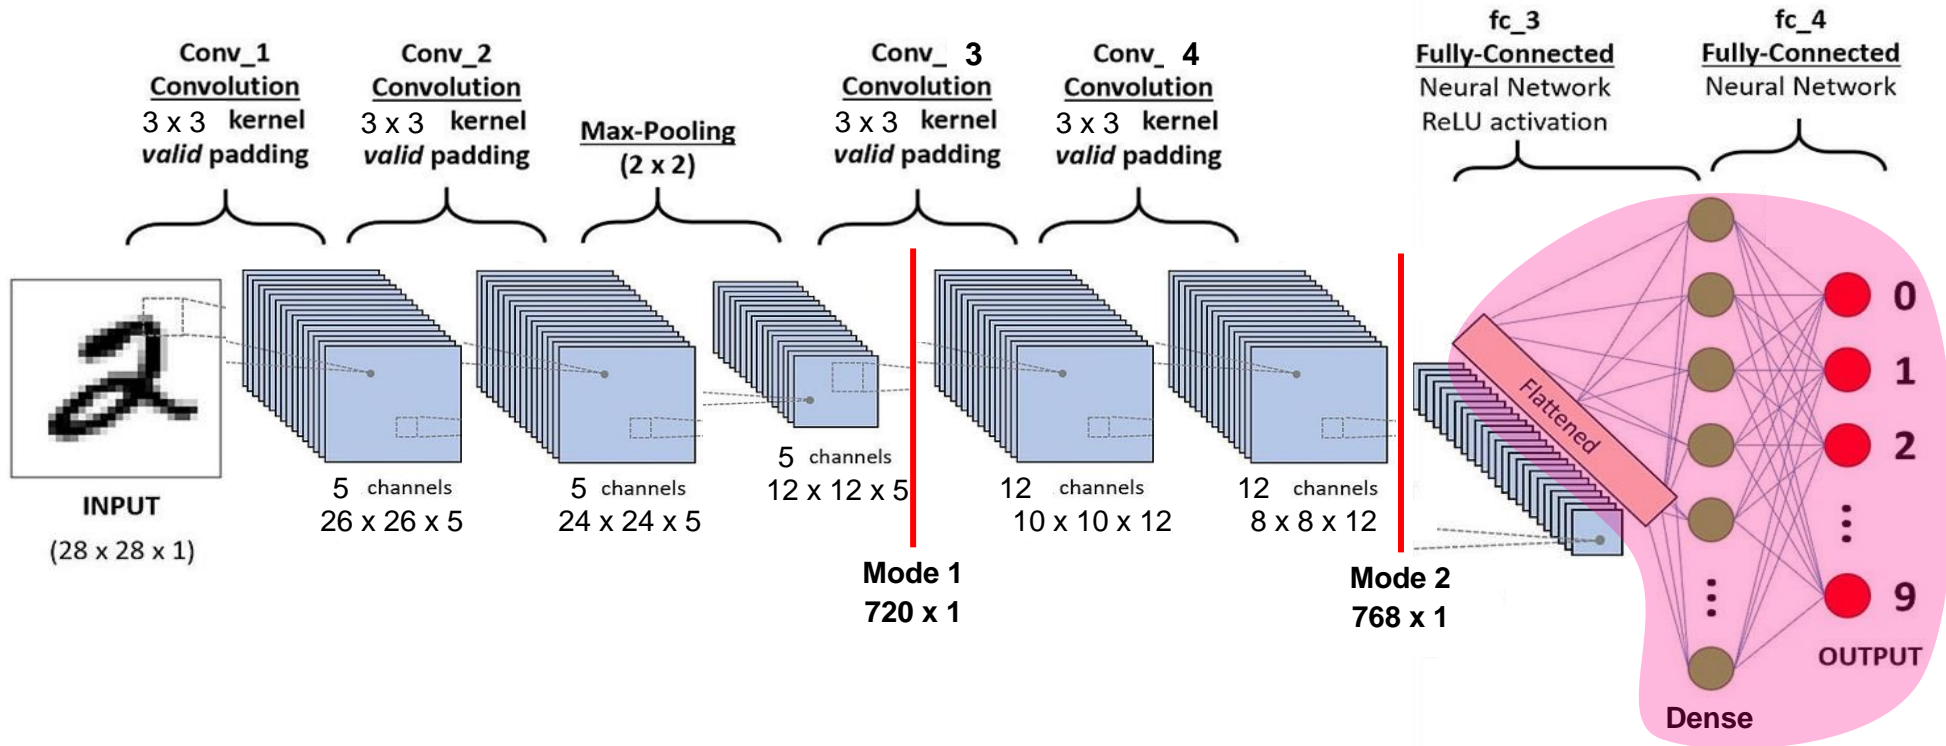 Conv_1
Convolution
3 x 3 kernel
valid padding
Conv_2
Convolution
3 x 3 kernel
valid padding
Max-Pooling
(2 x 2)
Conv_ 3
Convolution
3 x 3 kernel
valid padding
Conv_ 4
Convolution
3 x 3 kernel
valid padding
fc_3
Fully-Connected
Neural Network
ReLU activation
fc_4
Fully-Connected
Neural Network
INPUT
(28 x 28 x 1)
5 channels
26 x 26 x 5
5 channels
24 x 24 x 5
5 channels
12 x 12 x 5
Mode 1
720 x 1
12 channels
10 x 10 x 12
12 channels
8 x 8 x 12
Mode 2
768 x 1
Flattened
Dense
0
1
2
9
OUTPUT